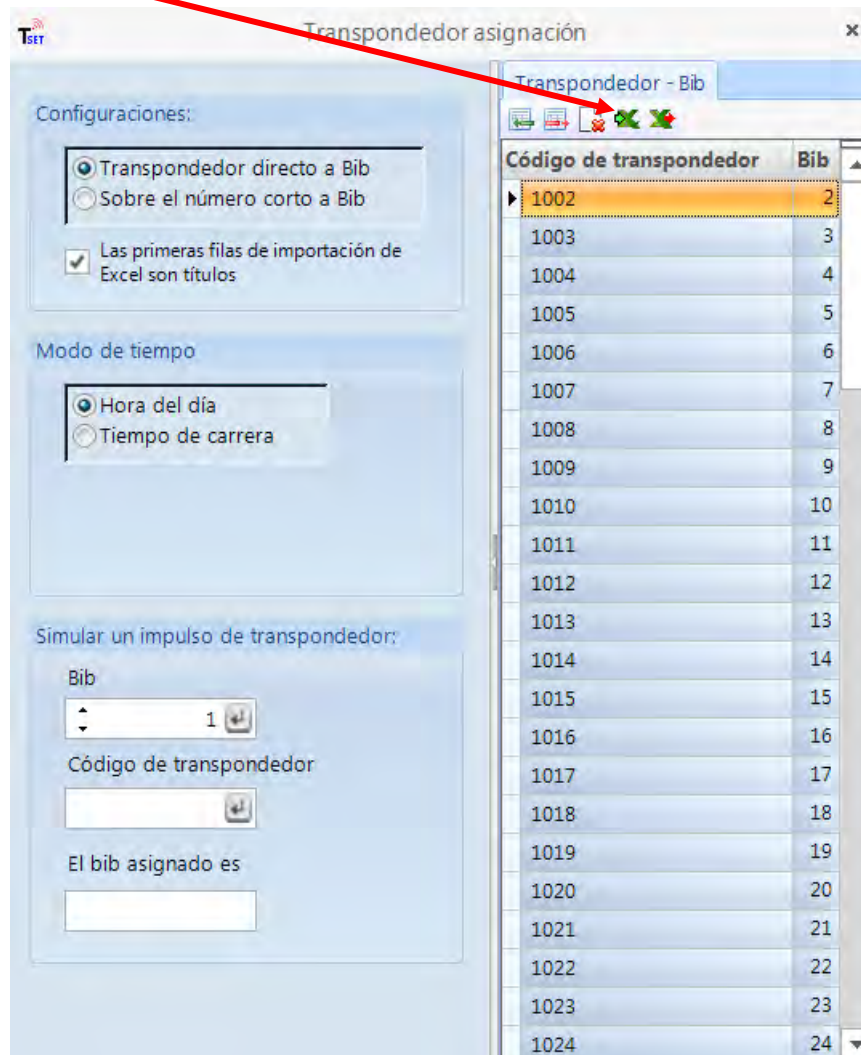 TSET
Transpondedor asignación
Configuraciones:
Transpondedor directo a Bib
Sobre el número corto a Bib
Las primeras filas de importación de
Excel son títulos
Modo de tiempo
Hora del día
Tiempo de carrera
Simular un impulso de transpondedor:
Bib
1
Código de transpondedor
El bib asignado es
Transpondedor - Bib
Código de transpondedor Bib
1002 2
1003 3
1004 4
1005 5
1006 6
1007 7
1008 8
1009 9
1010 10
1011 11
1012 12
1013 13
1014 14
1015 15
1016 16
1017 17
1018 18
1019 19
1020 20
1021 21
1022 22
1023 23
1024 24